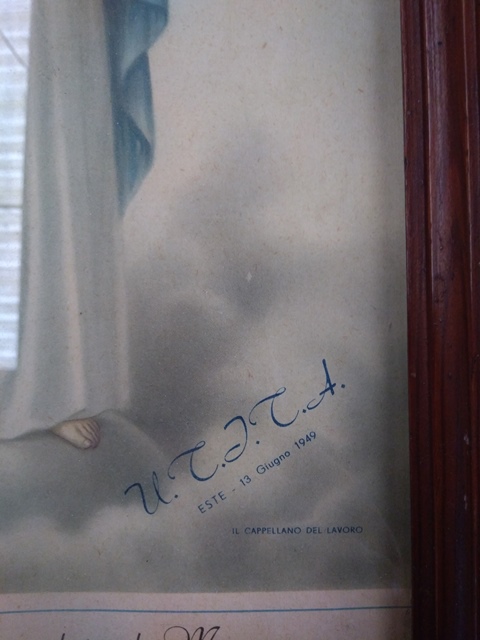 U.T.I.T.A.
ESTE - 13 Giugno 1949
IL CAPPELLANO DEL LAVORO